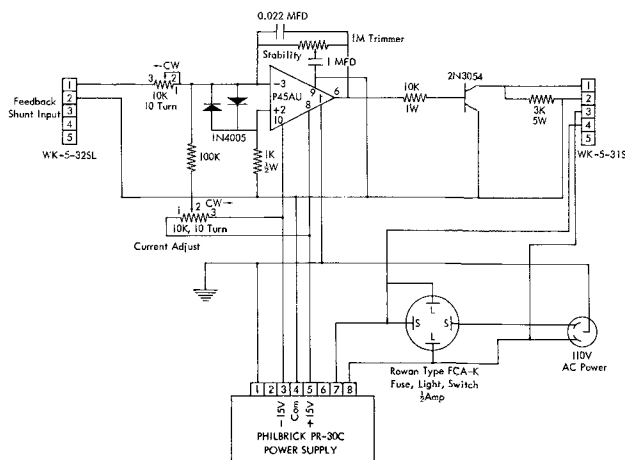 0.022 MFD
1M Trimmer
Stability
1 MFD
CW
3 2 1
10K
10 Turn
Feedback
Shunt Input
1
2
3
4
5
WK-5-32SL
-3
P45AU
+2
10
9
8
6
1N4005
1K
½W
100K
10K
1W
2N3054
3K
5W
1
2
3
4
5
WK-5-31S
CW
1 2 3
10K, 10 Turn
Current Adjust
8
L
S S
L
Rowan Type FCA-K
Fuse, Light, Switch
½Amp
110V
AC Power
1 2 3 4 5 6 7 8
-15V
Com
+15V
PHILBRICK PR-30C
POWER SUPPLY